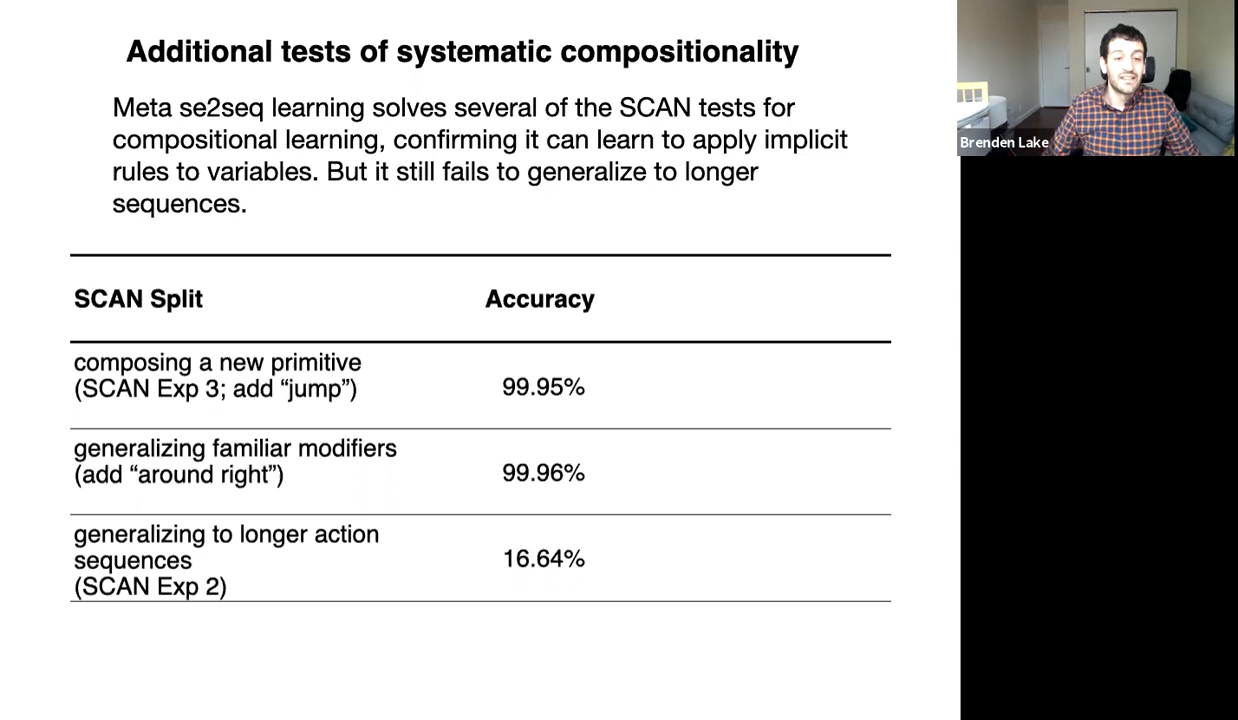 Additional tests of systematic compositionality
Meta se2seq learning solves several of the SCAN tests for
compositional learning, confirming it can learn to apply implicit
rules to variables. But it still fails to generalize to longer
sequences.
SCAN Split Accuracy
composing a new primitive
(SCAN Exp 3; add “jump”) 99.95%
generalizing familiar modifiers
(add “around right”) 99.96%
generalizing to longer action
sequences 16.64%
(SCAN Exp 2)
Brenden Lake